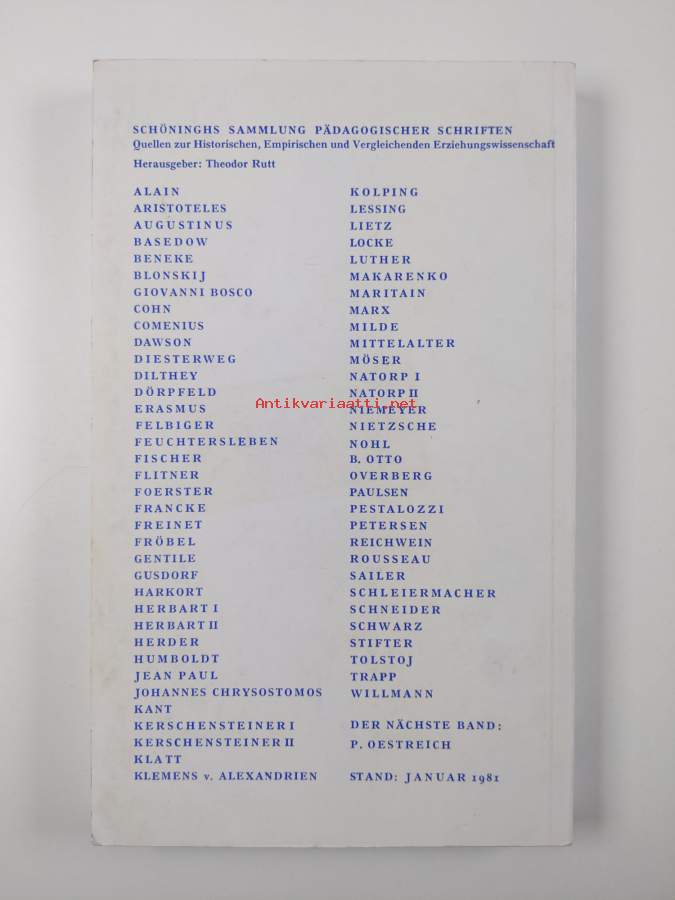 SCHÖNINGHS SAMMLUNG PÄDAGOGISCHER SCHRIFTEN
Quellen zur Historischen, Empirischen und Vergleichenden Erziehungswissenschaft
Herausgeber: Theodor Rutt
ALAIN
ARISTOTELES
AUGUSTINUS
BASEDOW
BENEKE
BLONSKIJ
GIOVANNI BOSCO
COHN
COMENIUS
DAWSON
DIESTERWEG
DILTHEY
DÖRPFELD
ERASMUS
FELBIGER
FEUCHTERSLEBEN
FISCHER
FLITNER
FOERSTER
FRANCKE
FREINET
FRÖBEL
GENTILE
GUSDORF
HARKORT
HERBART I
HERBART II
HERDER
HUMBOLDT
JEAN PAUL
JOHANNES CHRYSOSTOMOS
KANT
KERSCHENSTEINER I
KERSCHENSTEINER II
KLATT
KLEMENS v. ALEXANDRIEN
KOLPING
LESSING
LIETZ
LOCKE
LUTHER
MAKARENKO
MARITAIN
MARX
MILDE
MITTELALTER
MÖSER
NATORP I
NATORP II
NIEMEYER
NIETZSCHE
NOHL
B. OTTO
OVERBERG
PAULSEN
PESTALOZZI
PETERSEN
REICHWEIN
ROUSSEAU
SAILER
SCHLEIERMACHER
SCHNEIDER
SCHWARZ
STIFTER
TOLSTOJ
TRAPP
WILLMANN
DER NÄCHSTE BAND:
P. OESTREICH
STAND: JANUAR 1981
Antikvariaatti.net